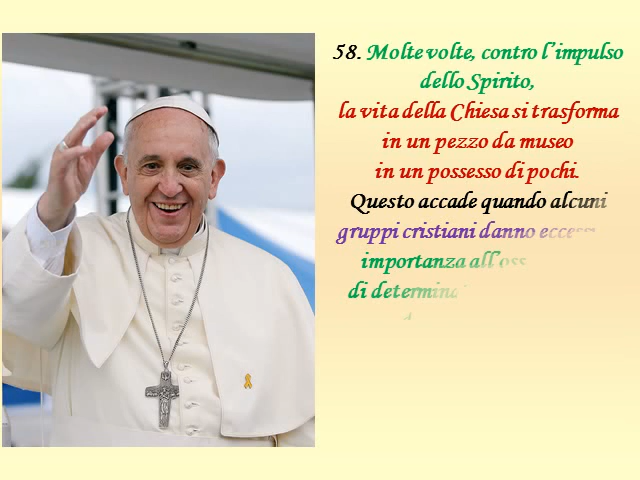 58. Molte volte, contro l'impulso
dello Spirito,
la vita della Chiesa si trasforma
in un pezzo da museo
in un possesso di pochi.
Questo accade quando alcuni
gruppi cristiani danno
importanza
di